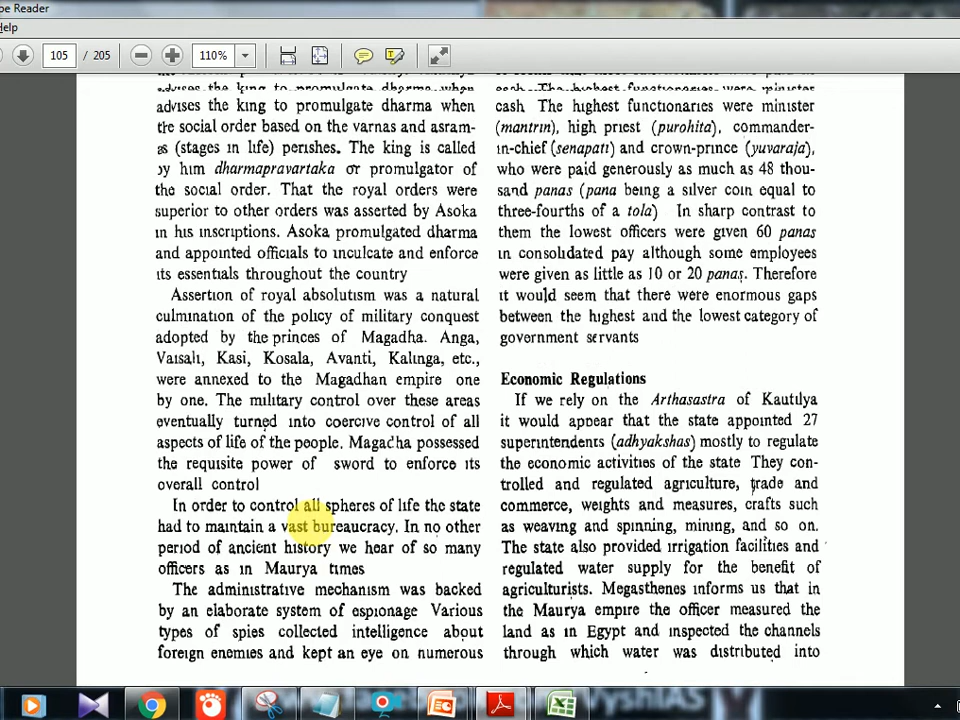 be Reader
Help
105 / 205
110%
advises the king to promulgate dharma when
the social order based on the varnas and asram-
as (stages in life) perishes. The king is called
by him dharmapravartaka or promulgator of
the social order. That the royal orders were
superior to other orders was asserted by Asoka
in his inscriptions. Asoka promulgated dharma
and appointed officials to inculcate and enforce
its essentials throughout the country
Assertion of royal absolutism was a natural
culmination of the policy of military conquest
adopted by the princes of Magadha. Anga,
Vaisali, Kasi, Kosala, Avanti, Kalinga, etc.,
were annexed to the Magadhan empire one
by one. The military control over these areas
eventually turned into coercive control of all
aspects of life of the people. Magadha possessed
the requisite power of sword to enforce its
overall control
In order to control all spheres of life the state
had to maintain a vast bureaucracy. In no other
period of ancient history we hear of so many
officers as in Maurya times
The administrative mechanism was backed
by an elaborate system of espionage Various
types of spies collected intelligence about
foreign enemies and kept an eye on numerous
cash The highest functionaries were minister
(mantrin), high priest (purohita), commander-
in-chief (senapati) and crown-prince (yuvaraja),
who were paid generously as much as 48 thou-
sand panas (pana being a silver coin equal to
three-fourths of a tola) In sharp contrast to
them the lowest officers were given 60 panas
in consolidated pay although some employees
were given as little as 10 or 20 panas. Therefore
it would seem that there were enormous gaps
between the highest and the lowest category of
government servants
Economic Regulations
If we rely on the Arthasastra of Kautilya
it would appear that the state appointed 27
superintendents (adhyakshas) mostly to regulate
the economic activities of the state They con-
trolled and regulated agriculture, trade and
commerce, weights and measures, crafts such
as weaving and spinning, mining, and so on.
The state also provided irrigation facilities and
regulated water supply for the benefit of
agriculturists. Megasthenes informs us that in
the Maurya empire the officer measured the
land as in Egypt and inspected the channels
through which water was distributed into